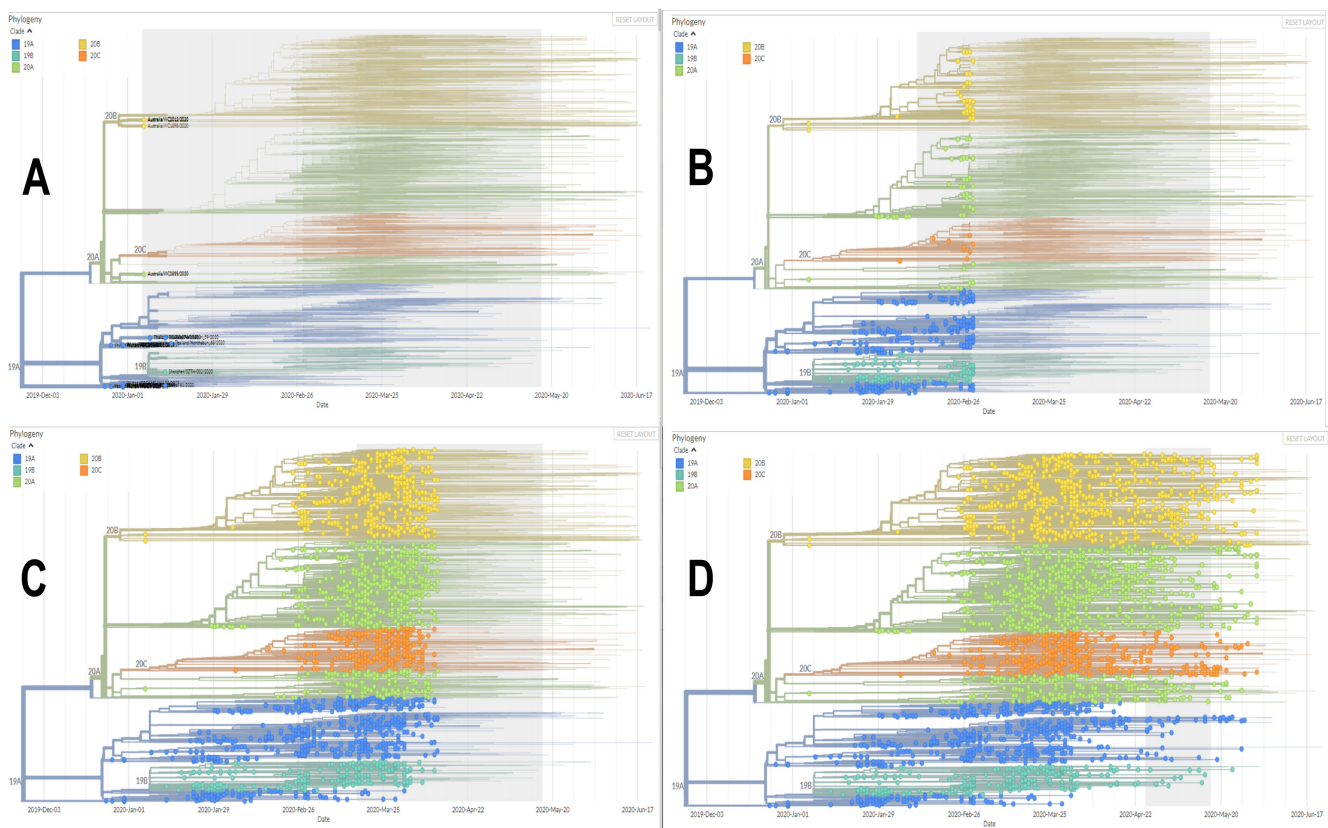 Phylogeny
RESET LAYOUT
Clade
19A 20B
19B 20C
20A
A
20B
Australia/VIC1898/2020
20C
20A
19B
Shenzhen/SZTH-002/2020
19A
2019-Dec-03 2020-Jan-01 2020-Jan-29 2020-Feb-26 2020-Mar-25 2020-Apr-22 2020-May-20 2020-Jun-17
Date
Phylogeny
RESET LAYOUT
Clade
19A 20B
19B 20C
20A
B
20B
20C
20A
19B
19A
2019-Dec-03 2020-Jan-01 2020-Jan-29 2020-Feb-26 2020-Mar-25 2020-Apr-22 2020-May-20 2020-Jun-17
Date
Phylogeny
RESET LAYOUT
Clade
19A 20B
19B 20C
20A
20B
C
20C
20A
19B
19A
2019-Dec-03 2020-Jan-01 2020-Jan-29 2020-Feb-26 2020-Mar-25 2020-Apr-22 2020-May-20 2020-Jun-17
Date
Phylogeny
RESET LAYOUT
Clade
19A 20B
19B 20C
20A
20B
D
20C
20A
19B
19A
2019-Dec-03 2020-Jan-01 2020-Jan-29 2020-Feb-26 2020-Mar-25 2020-Apr-22 2020-May-20 2020-Jun-17
Date